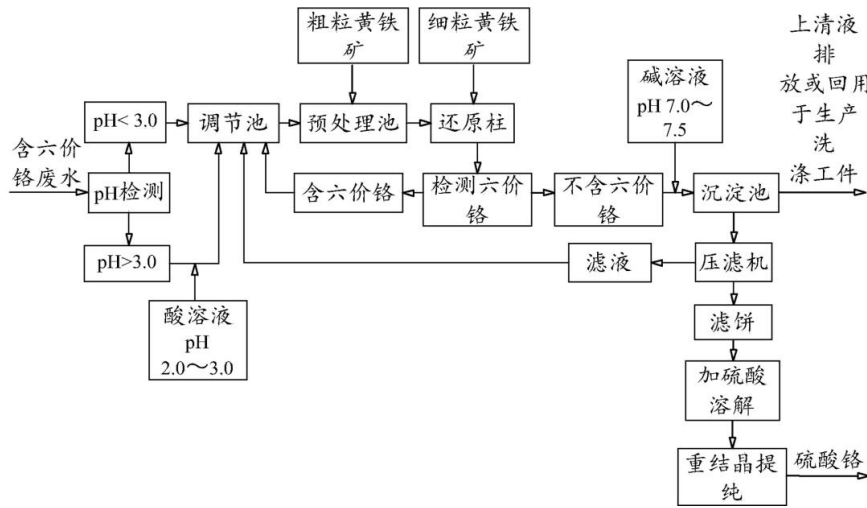 粗粒黄铁
矿
细粒黄铁
矿
上清液
排
放或回用
于生产
洗
涤工件
碱溶液
pH 7.0～
7.5
pH< 3.0
调节池
预处理池
还原柱
含六价
铬废水
pH检测
含六价铬
检测六价
铬
不含六价
铬
沉淀池
pH>3.0
滤液
压滤机
酸溶液
pH
2.0～3.0
滤饼
加硫酸
溶解
重结晶提
纯
硫酸铬